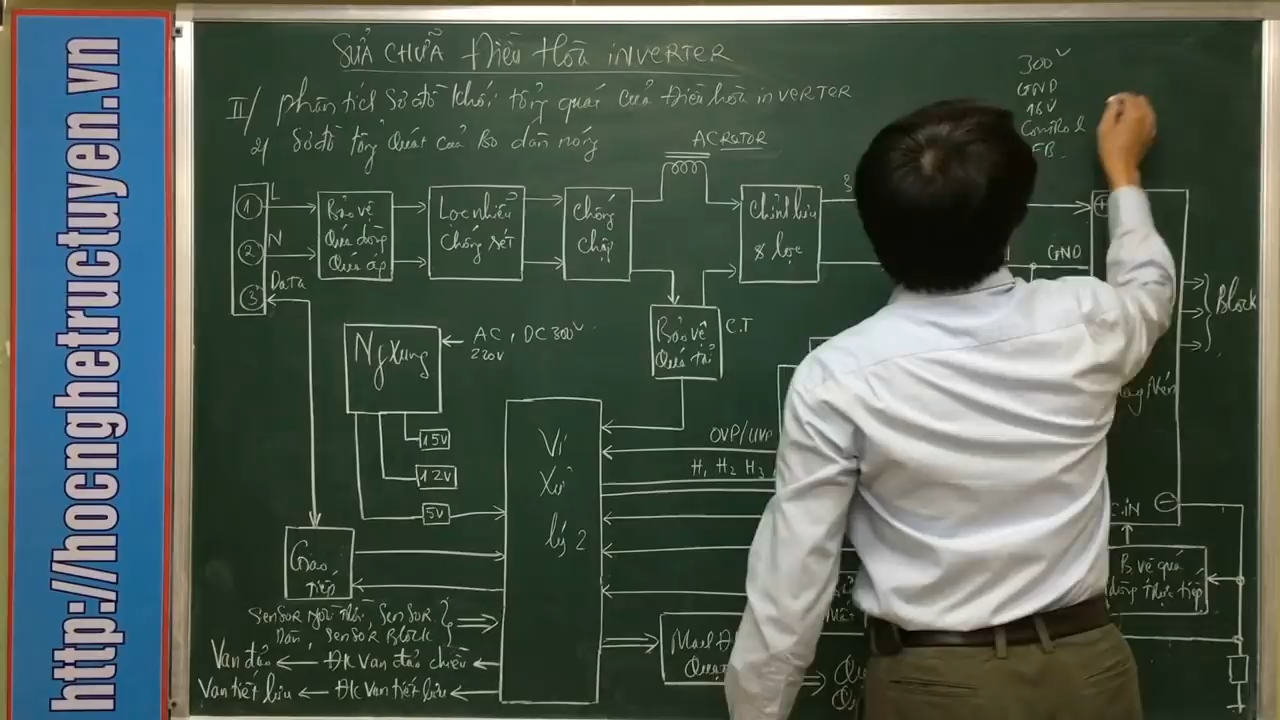 http://hocnghetructuyen.vn
SỬA CHỮA Điều Hòa iNVERTER
II/ phân tích Sơ đồ khối tổng quát của Điều hòa inVERTER
2/ Sơ đồ tổng Quát của Bo dàn nóng
300V
GND
15V
Control
FB.
ACRőTOR
① L
② N
③ Data
Bảo vệ
Quá dòng
Quá áp
Lọc nhiễu
chống sét
Chống
chập
Chỉnh lưu
& lọc
3
GND
+
Block
Bảo vệ
Quá tải
C.T
Ng Xung
AC, DC 300V
220V
15V
12V
5V
Vi
Xử
lý 2
OVP/UVP
H1 H2 H3
Giao
Tiếp
C.iN
−
B vệ quá
dòng trực tiếp
SENSOR Ngoài trời, SENSOR
Dàn SENSOR BLOCK
Van đảo ← ĐK Van đảo chiều
Van tiết lưu ← ĐK Van tiết lưu